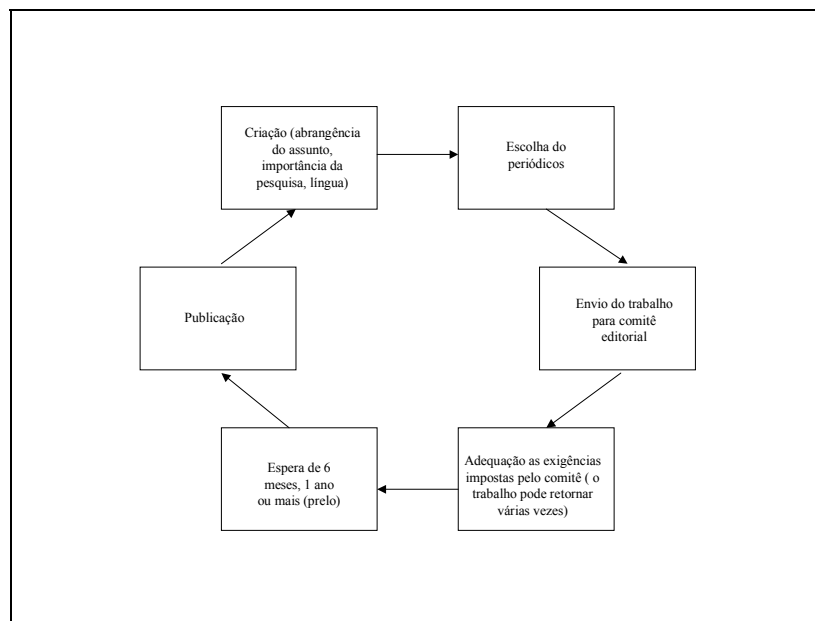 Criação (abrangência
do assunto,
importância da
pesquisa, língua)
Escolha do
periódicos
Envio do trabalho
para comitê
editorial
Adequação as exigências
impostas pelo comitê ( o
trabalho pode retornar
várias vezes)
Espera de 6
meses, 1 ano
ou mais (prelo)
Publicação